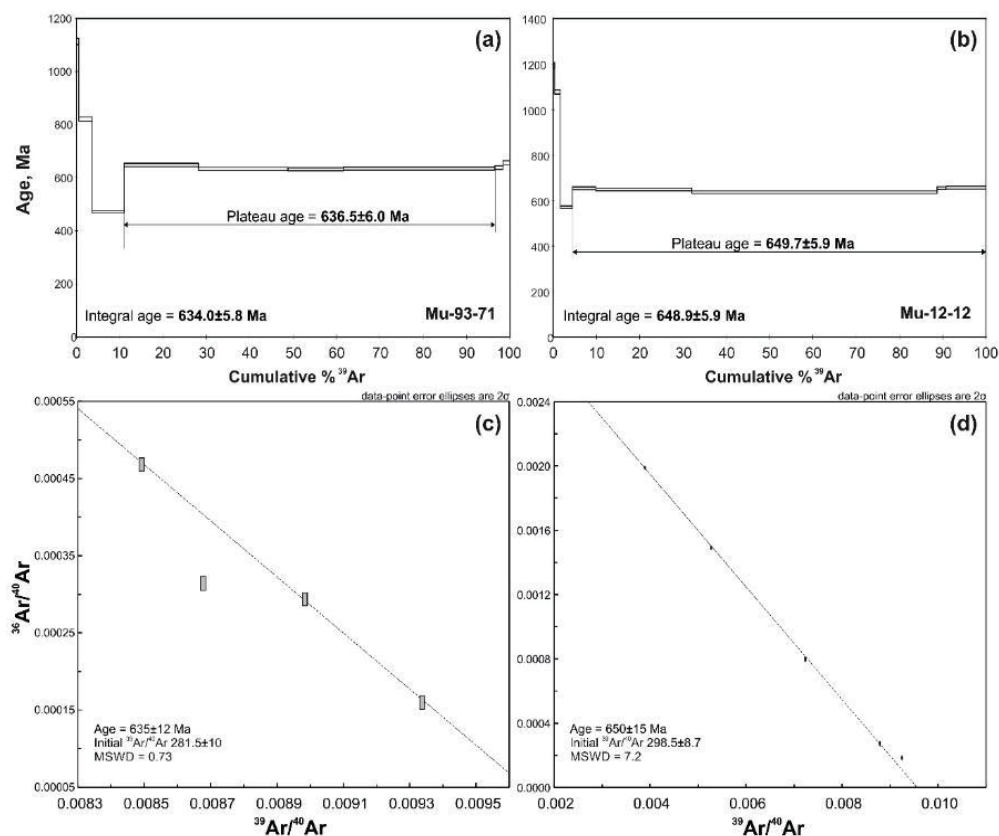 (a)
1200
1000
800
600
400
200
0
Age, Ma
Plateau age = 636.5±6.0 Ma
Integral age = 634.0±5.8 Ma
Mu-93-71
0 10 20 30 40 50 60 70 80 90 100
Cumulative % ³⁹Ar
(b)
1400
1200
1000
800
600
400
200
0
Plateau age = 649.7±5.9 Ma
Integral age = 648.9±5.9 Ma
Mu-12-12
0 10 20 30 40 50 60 70 80 90 100
Cumulative % ³⁹Ar
data-point error ellipses are 2σ
(c)
0.00055
0.00045
0.00035
0.00025
0.00015
0.00005
³⁶Ar/⁴⁰Ar
Age = 635±12 Ma
Initial ³⁹Ar/⁴⁰Ar 281.5±10
MSWD = 0.73
0.0083 0.0085 0.0087 0.0089 0.0091 0.0093 0.0095
³⁹Ar/⁴⁰Ar
data-point error ellipses are 2σ
(d)
0.0024
0.0020
0.0016
0.0012
0.0008
0.0004
0.0000
Age = 650±15 Ma
Initial ³⁹Ar/⁴⁰Ar 298.5±8.7
MSWD = 7.2
0.002 0.004 0.006 0.008 0.010
³⁹Ar/⁴⁰Ar